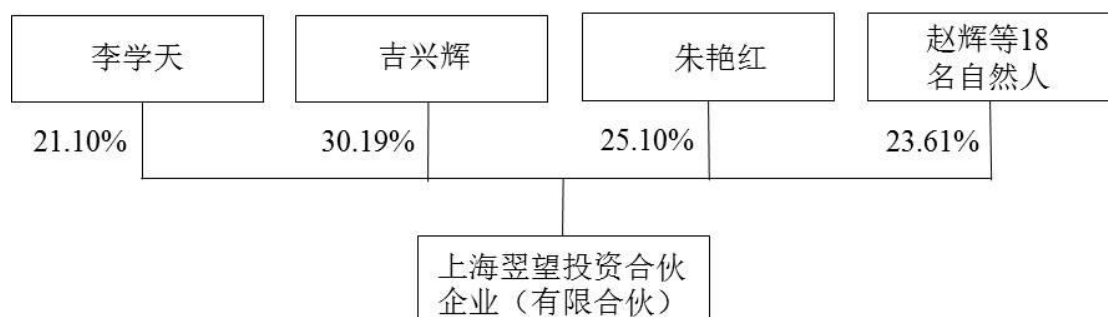 李学天
吉兴辉
朱艳红
赵辉等18
名自然人
21.10%
30.19%
25.10%
23.61%
上海翌望投资合伙
企业（有限合伙）